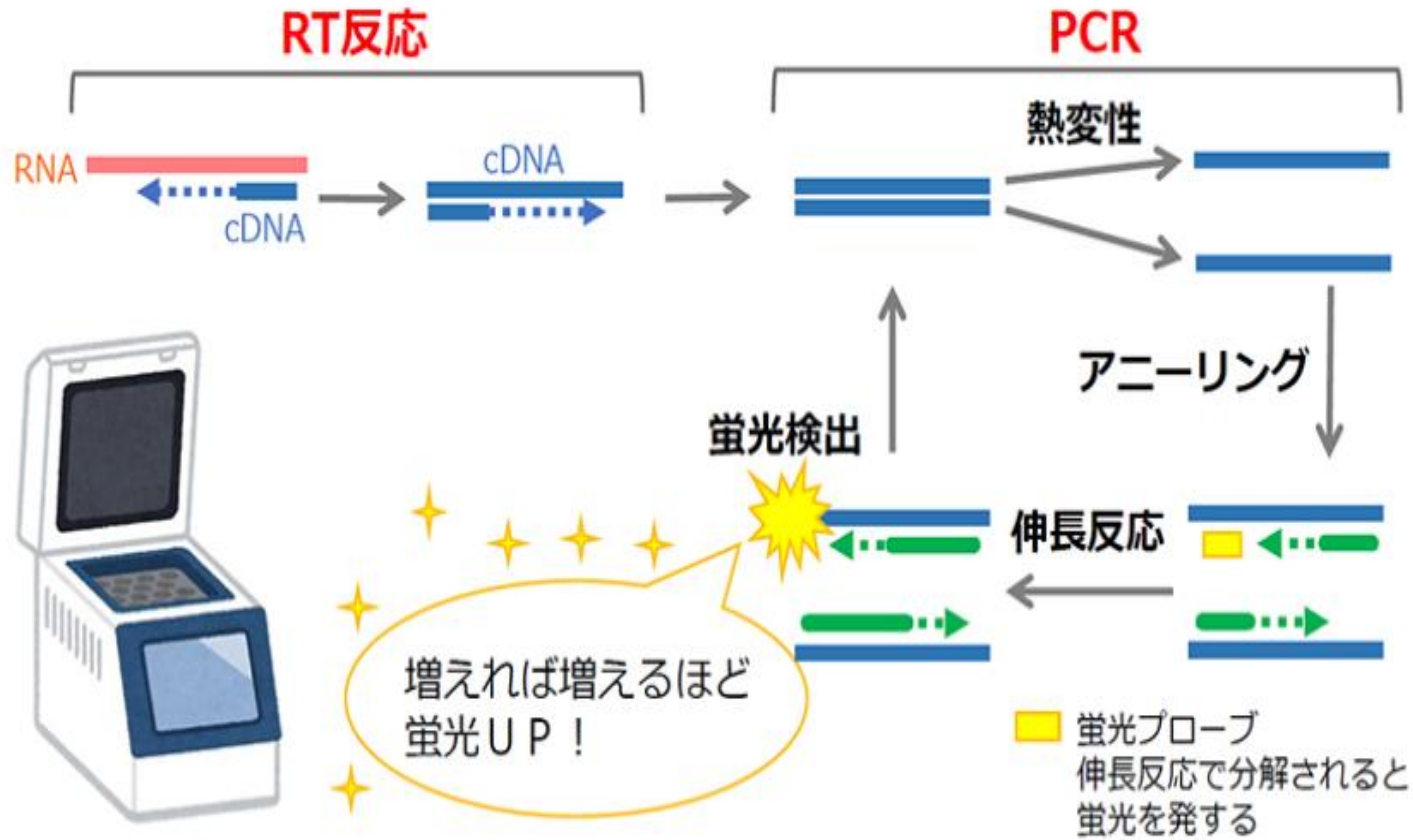 RT反応
PCR
RNA
cDNA
cDNA
熱変性
アニーリング
伸長反応
蛍光検出
増えれば増えるほど
蛍光UP！
蛍光プローブ
伸長反応で分解されると
蛍光を発する